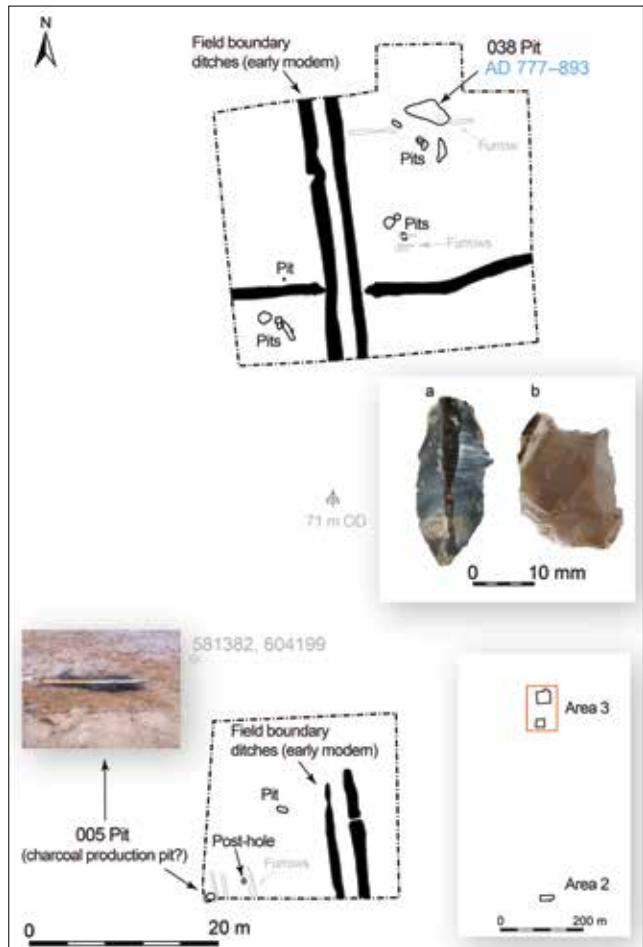 N
Field boundary
ditches (early modern)
038 Pit
AD 777–893
Furrow
Pits
Pits
Furrows
Pit
Pits
a
b
0 10 mm
71 m OD
581382, 604199
Area 3
Field boundary
ditches (early modern)
Pit
005 Pit
(charcoal production pit?)
Post-hole
Furrows
Area 2
0 20 m
0 200 m